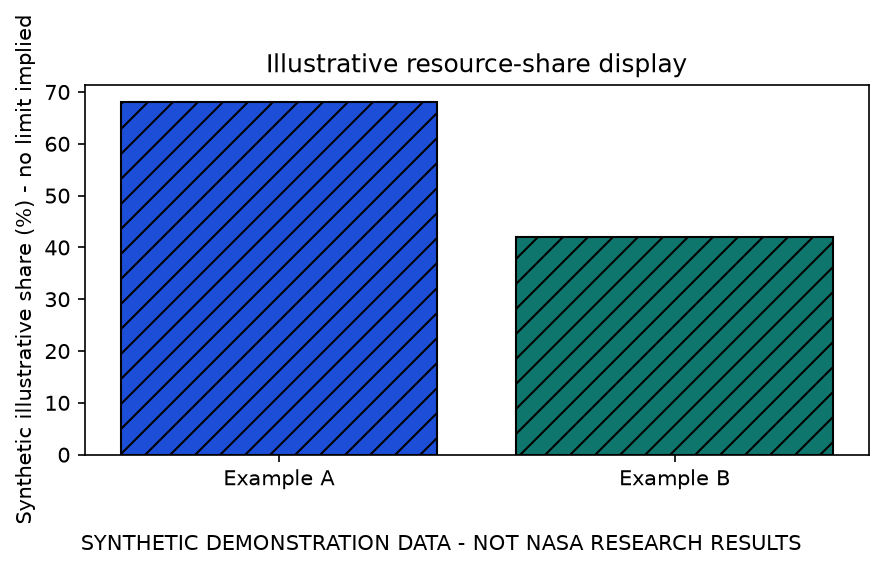 Illustrative resource-share display
Synthetic illustrative share (%) - no limit implied
70
60
50
40
30
20
10
0
Example A
Example B
SYNTHETIC DEMONSTRATION DATA - NOT NASA RESEARCH RESULTS